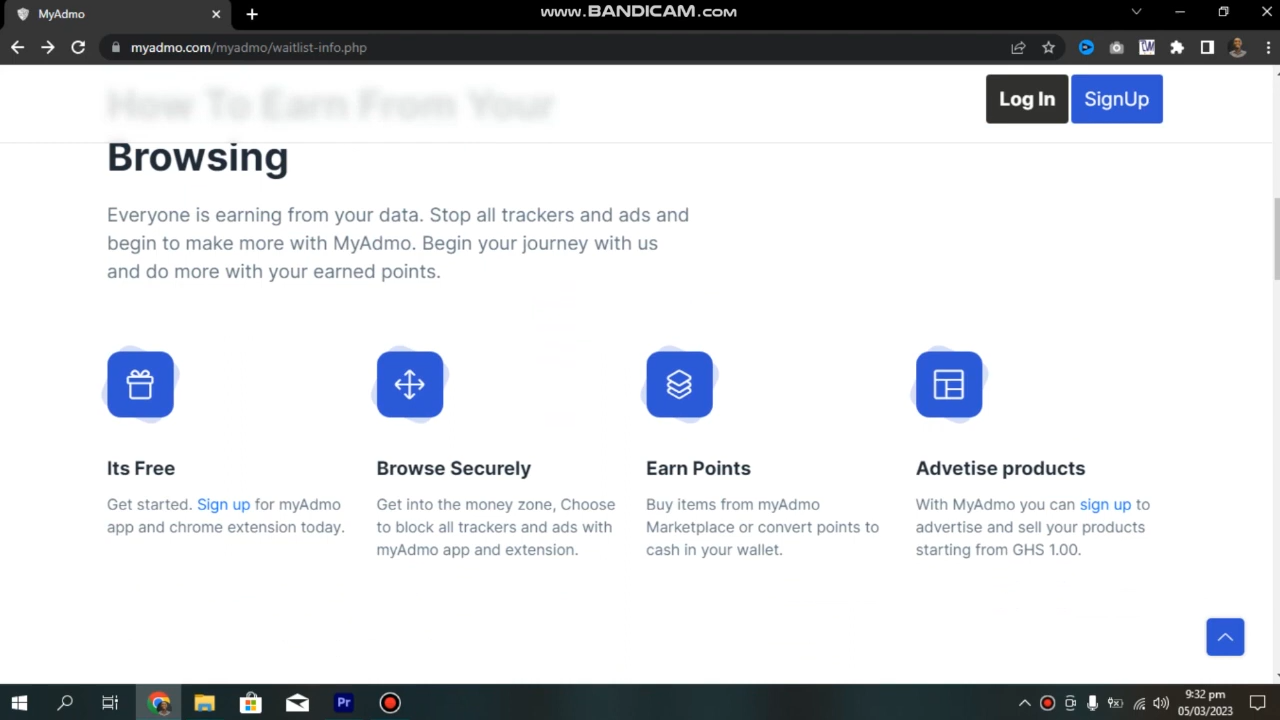 MyAdmo
www.BANDICAM.com
myadmo.com/myadmo/waitlist-info.php
How To Earn From Your
Log In
SignUp
Browsing
Everyone is earning from your data. Stop all trackers and ads and
begin to make more with MyAdmo. Begin your journey with us
and do more with your earned points.
Its Free
Get started. Sign up for myAdmo
app and chrome extension today.
Browse Securely
Get into the money zone, Choose
to block all trackers and ads with
myAdmo app and extension.
Earn Points
Buy items from myAdmo
Marketplace or convert points to
cash in your wallet.
Advetise products
With MyAdmo you can sign up to
advertise and sell your products
starting from GHS 1.00.
Pr
9:32 pm
05/03/2023